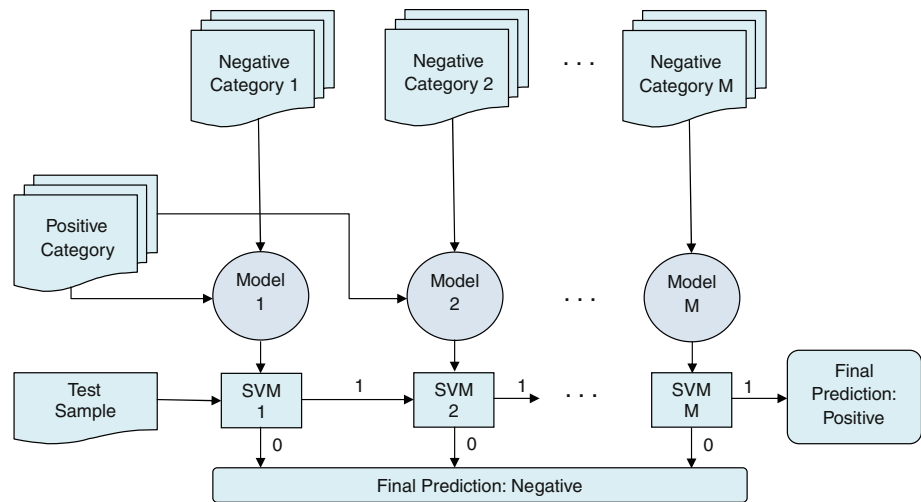 Negative
Category 1
Negative
Category 2
. . .
Negative
Category M
Positive
Category
Model
1
Model
2
. . .
Model
M
Test
Sample
SVM
1
1
SVM
2
1
. . .
SVM
M
1
Final
Prediction:
Positive
0
0
0
Final Prediction: Negative